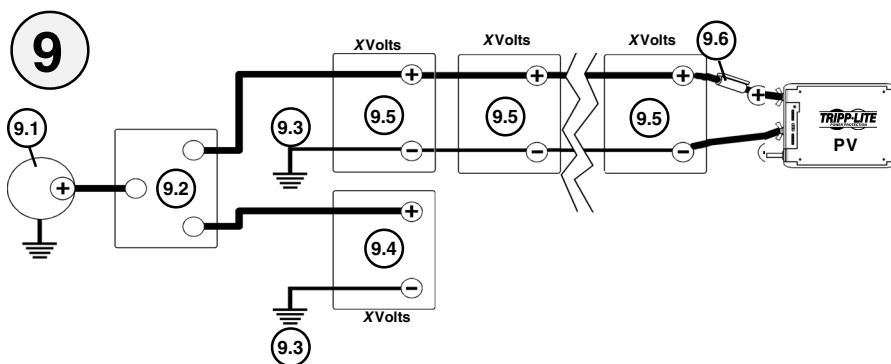 9
XVolts
XVolts
XVolts
9.6
9.1
9.2
9.3
9.5
9.5
9.5
+
+
+
+
+
TRIPP-LITE
POWER PROTECTION
PV
−
−
−
+
9.4
−
XVolts
9.3